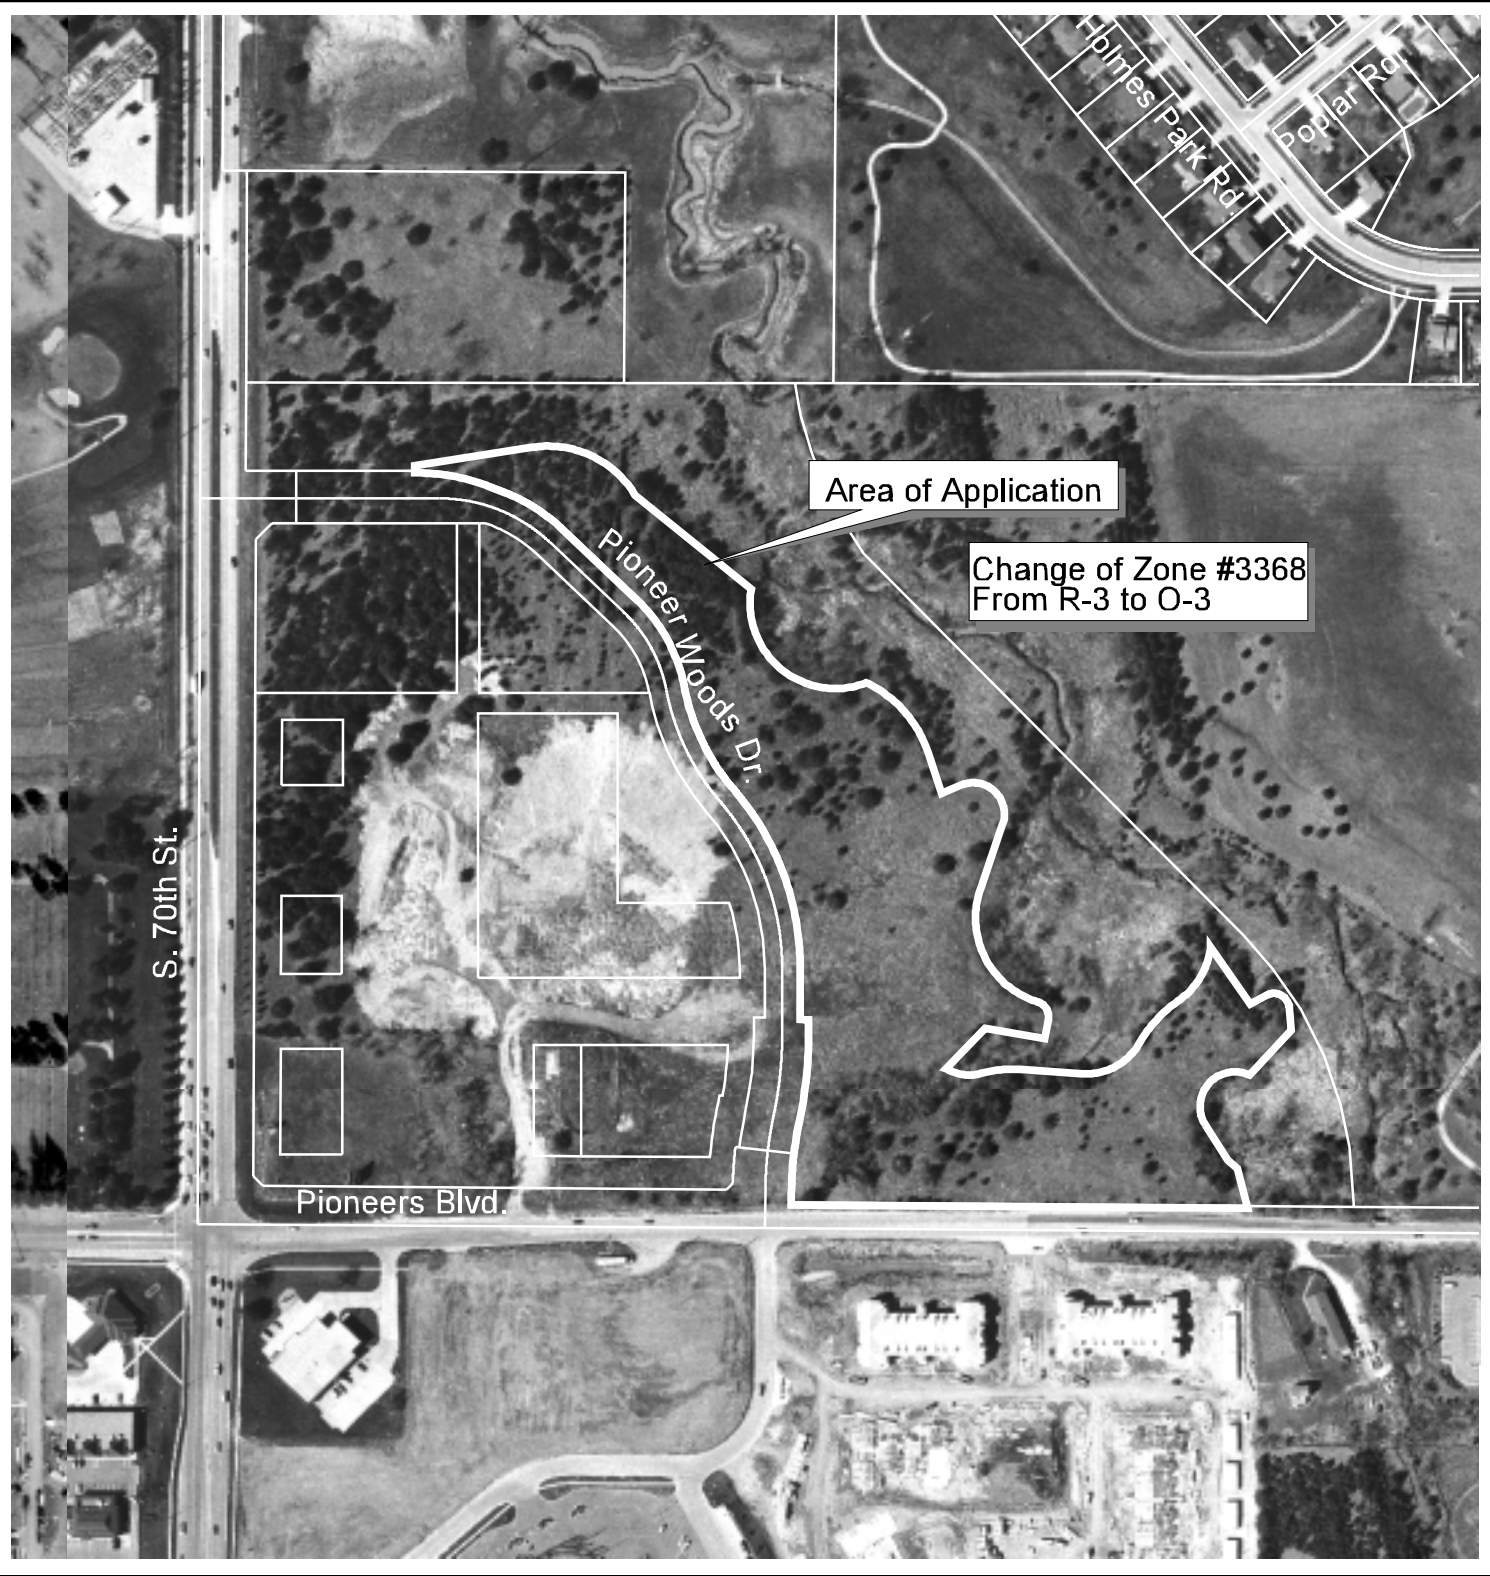 Holmes Park Rd.
Poplar Rd.
Area of Application
Change of Zone #3368
From R-3 to O-3
Pioneer Woods Dr.
S. 70th St.
Pioneers Blvd.